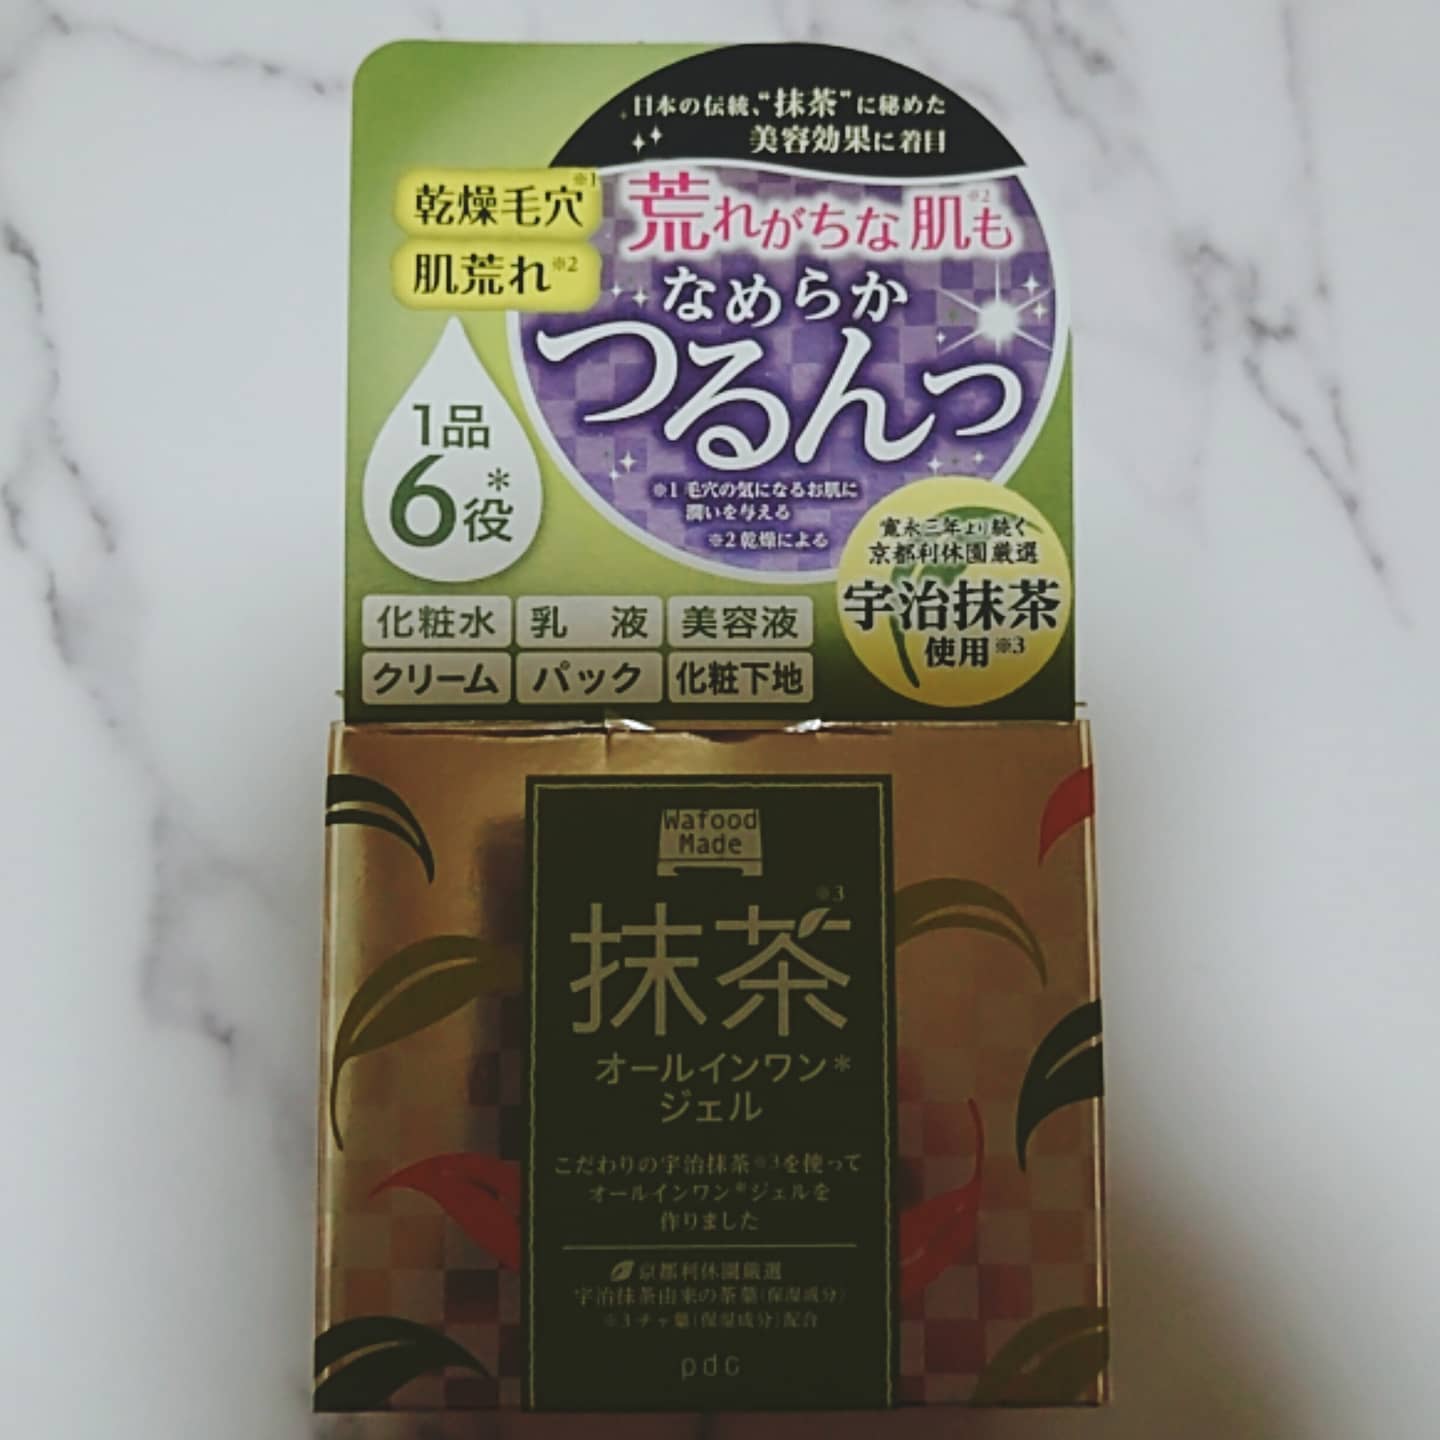 日本の伝統、“抹茶”に秘めた
美容効果に着目
乾燥毛穴※1
肌荒れ※2
荒れがちな肌※2も
なめらか
つるんっ
※1 毛穴の気になるお肌に
潤いを与える
※2 乾燥による
1品
6役*
寛永三年より続く
京都利休園厳選
宇治抹茶
使用※3
化粧水 乳液 美容液
クリーム パック 化粧下地
Wafood
Made
抹茶※3
オールインワン*
ジェル
こだわりの宇治抹茶※3を使って
オールインワン*ジェルを
作りました
京都利休園厳選
宇治抹茶由来の茶葉(保湿成分)
※3 チャ葉(保湿成分)配合
pdc